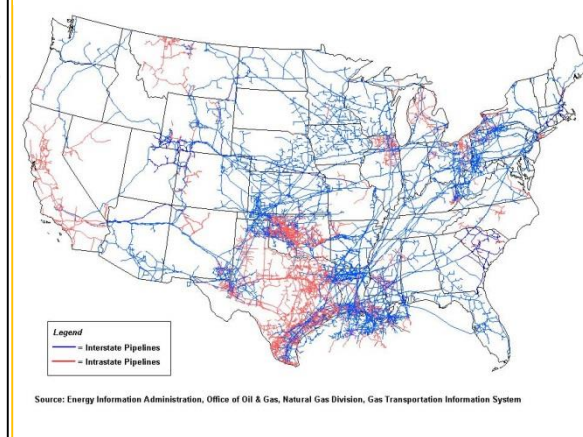 Legend
= Interstate Pipelines
= Intrastate Pipelines
Source: Energy Information Administration, Office of Oil & Gas, Natural Gas Division, Gas Transportation Information System